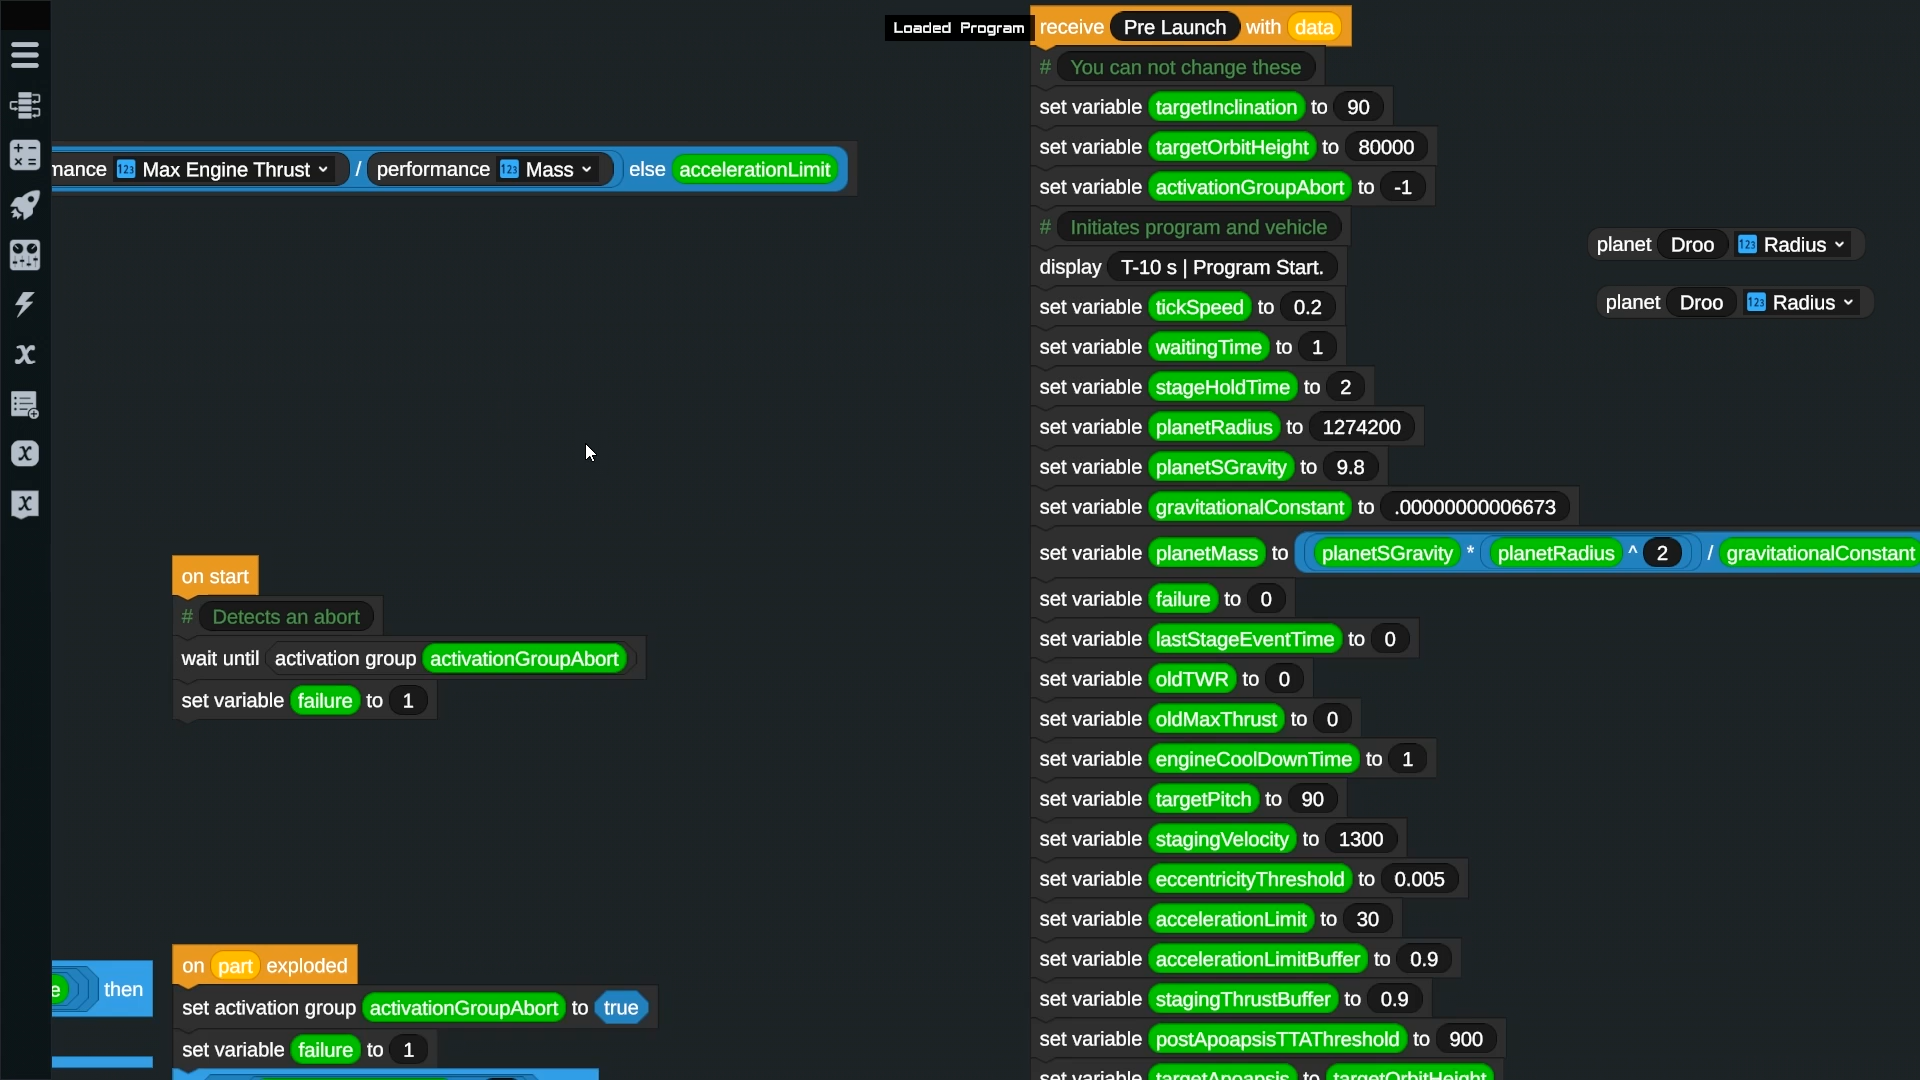 Loaded Program
mance 123 Max Engine Thrust / performance 123 Mass else accelerationLimit
on start
# Detects an abort
wait until activation group activationGroupAbort
set variable failure to 1
e then
on part exploded
set activation group activationGroupAbort to true
set variable failure to 1
receive Pre Launch with data
# You can not change these
set variable targetInclination to 90
set variable targetOrbitHeight to 80000
set variable activationGroupAbort to -1
# Initiates program and vehicle
display T-10 s | Program Start.
set variable tickSpeed to 0.2
set variable waitingTime to 1
set variable stageHoldTime to 2
set variable planetRadius to 1274200
set variable planetSGravity to 9.8
set variable gravitationalConstant to .00000000006673
set variable planetMass to planetSGravity * planetRadius ^ 2 / gravitationalConstant
set variable failure to 0
set variable lastStageEventTime to 0
set variable oldTWR to 0
set variable oldMaxThrust to 0
set variable engineCoolDownTime to 1
set variable targetPitch to 90
set variable stagingVelocity to 1300
set variable eccentricityThreshold to 0.005
set variable accelerationLimit to 30
set variable accelerationLimitBuffer to 0.9
set variable stagingThrustBuffer to 0.9
set variable postApoapsisTTAThreshold to 900
set variable targetApoapsis to targetOrbitHeight
planet Droo 123 Radius
planet Droo 123 Radius